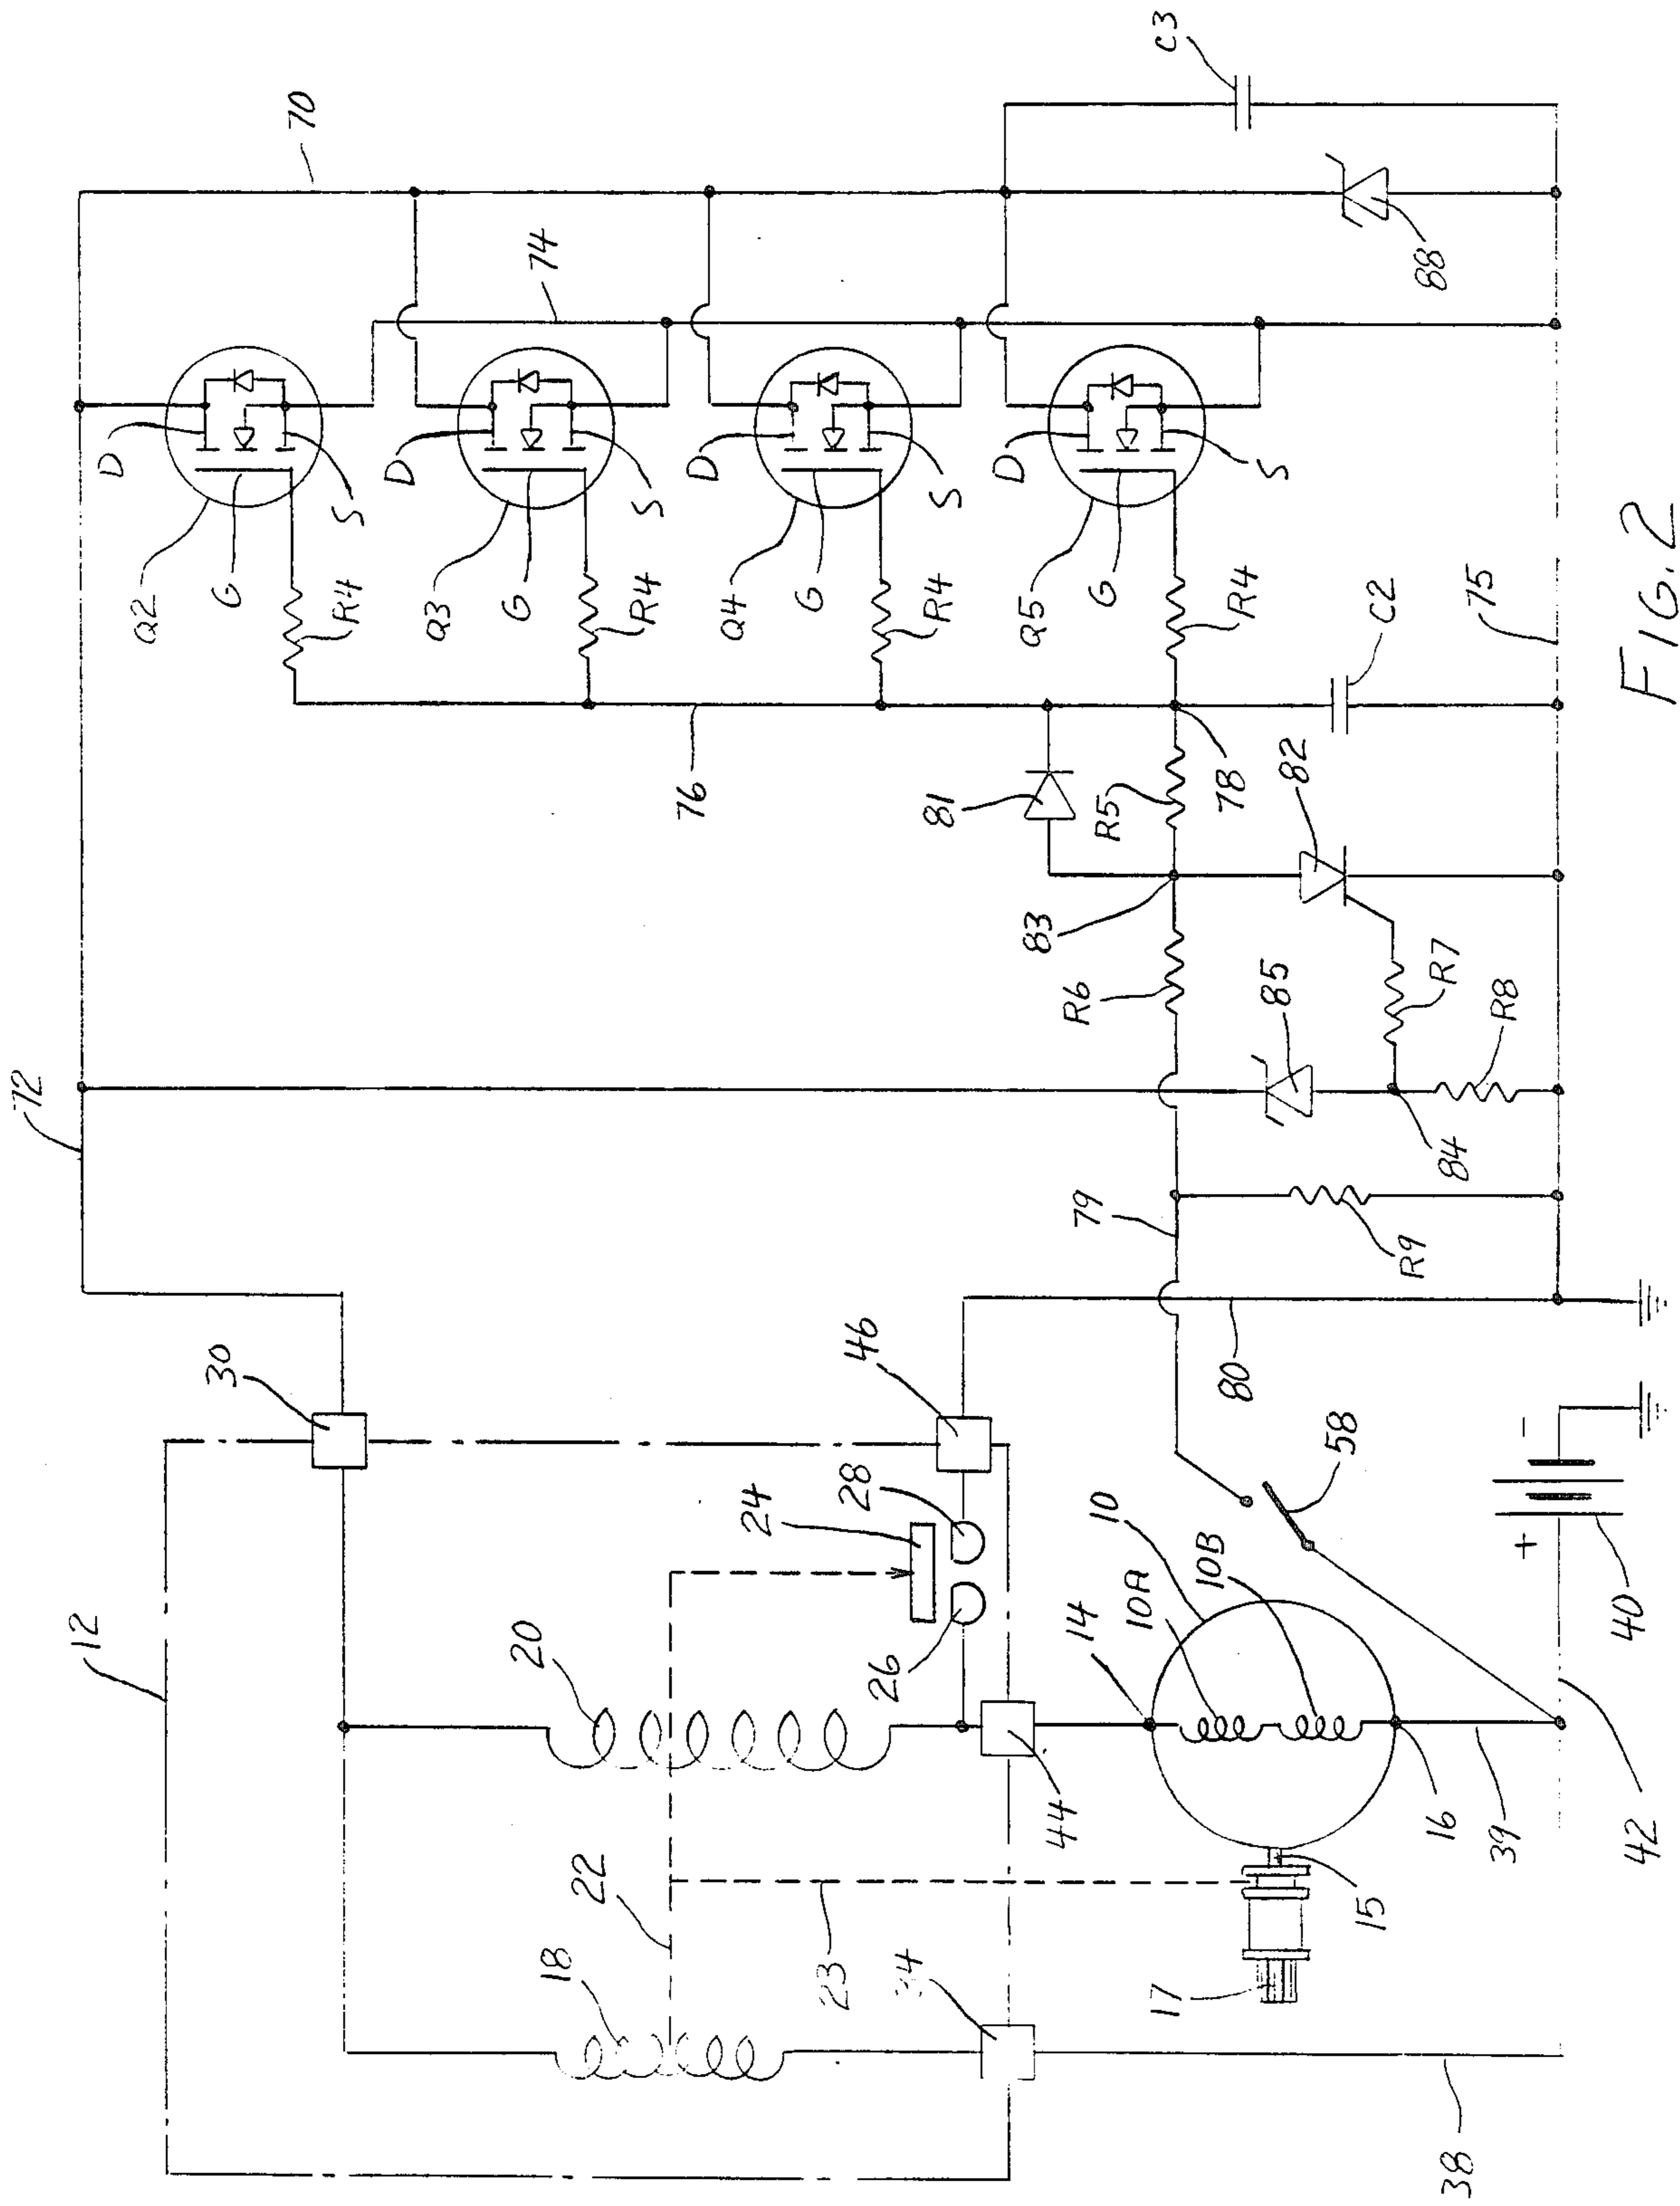 12
72
70
30
Q2
D
G
S
R4
20
18
22
23
24
26
28
46
74
Q3
D
G
S
R4
76
Q4
D
G
S
R4
81
83
R5
R6
79
78
Q5
D
G
S
R4
C3
34
44
14
10
10A
10B
58
80
R9
84
85
R7
R8
82
C2
88
17
15
16
39
38
42
40
+
-
75
FIG. 2